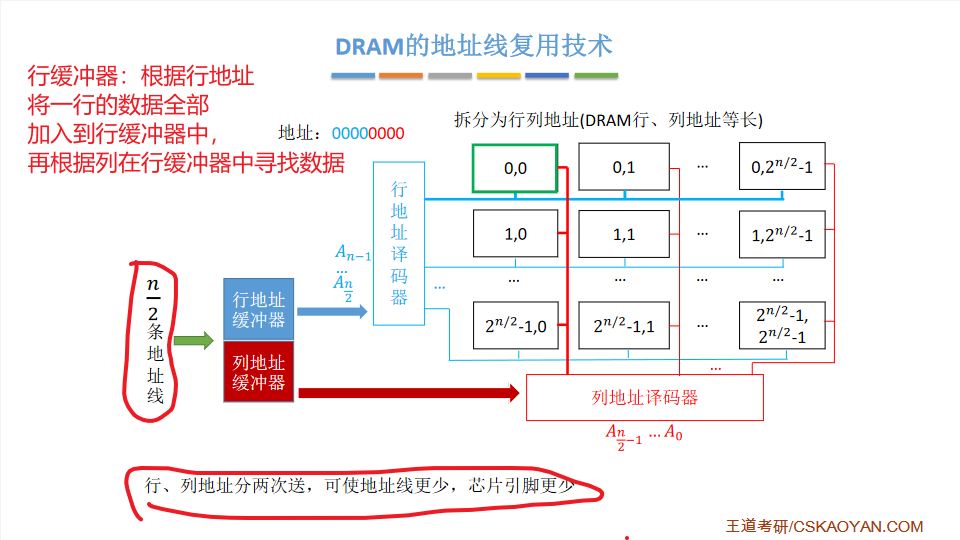 DRAM的地址线复用技术
行缓冲器：根据行地址
将一行的数据全部
加入到行缓冲器中，
再根据列在行缓冲器中寻找数据
地址：00000000
拆分为行列地址(DRAM行、列地址等长)
行地址译码器
0,0
0,1
...
0,2^{n/2}-1
1,0
1,1
...
1,2^{n/2}-1
A_{n-1}
...
A_{n/2}
...
...
...
...
2^{n/2}-1,0
2^{n/2}-1,1
...
2^{n/2}-1,
2^{n/2}-1
...
n/2
条地址线
行地址
缓冲器
列地址
缓冲器
列地址译码器
A_{n/2-1} ... A_0
行、列地址分两次送，可使地址线更少，芯片引脚更少
王道考研/CSKAOYAN.COM